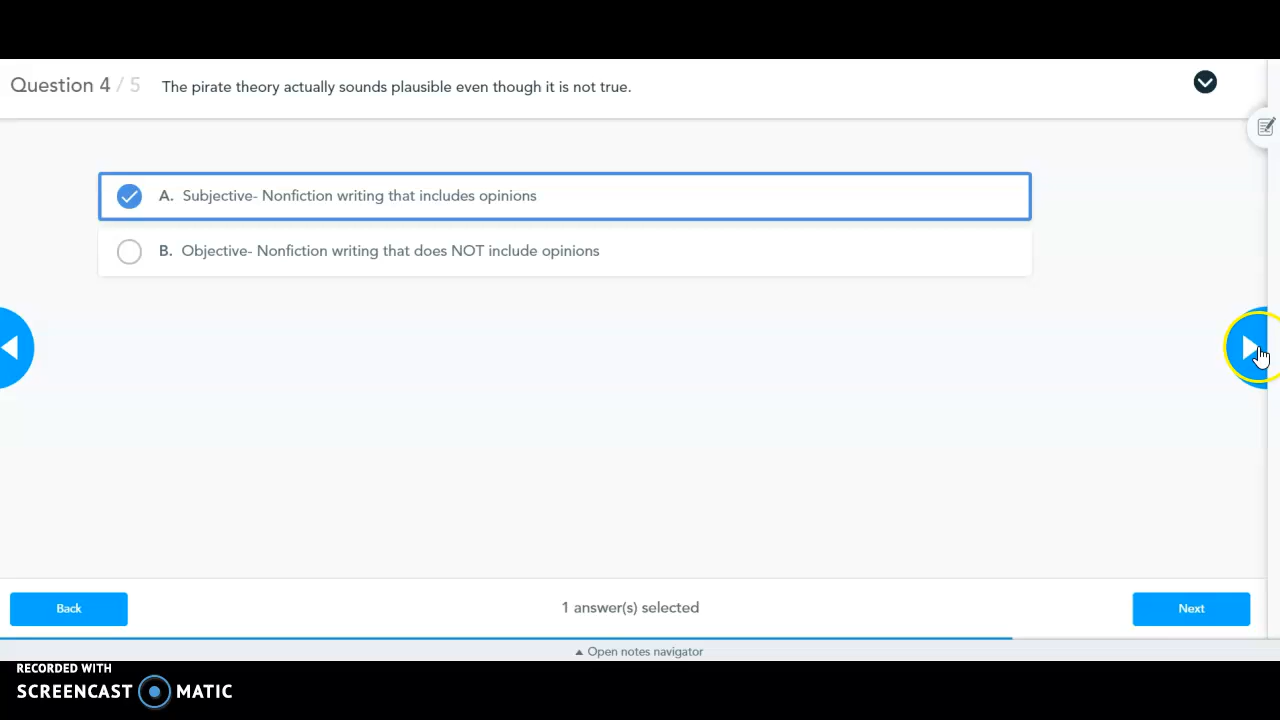 Question 4 / 5 The pirate theory actually sounds plausible even though it is not true.
A. Subjective- Nonfiction writing that includes opinions
B. Objective- Nonfiction writing that does NOT include opinions
Back 1 answer(s) selected Next
Open notes navigator
RECORDED WITH
SCREENCAST MATIC